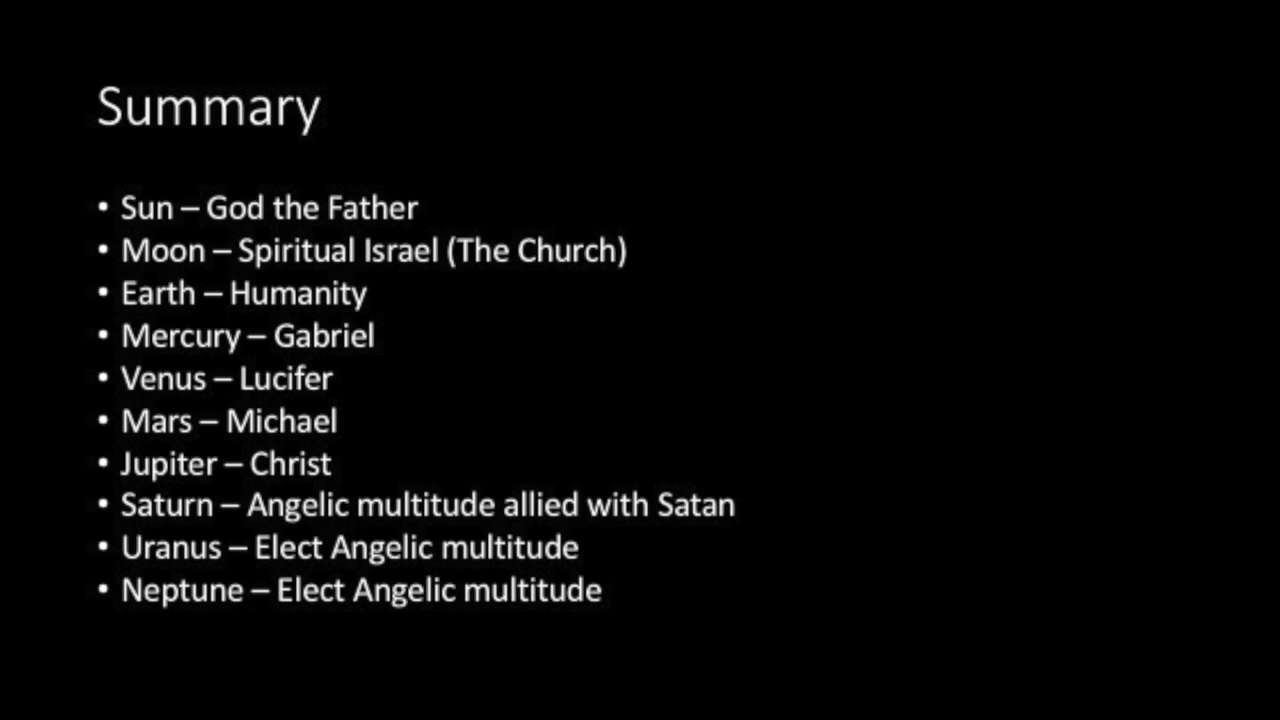 Summary
• Sun – God the Father
• Moon – Spiritual Israel (The Church)
• Earth – Humanity
• Mercury – Gabriel
• Venus – Lucifer
• Mars – Michael
• Jupiter – Christ
• Saturn – Angelic multitude allied with Satan
• Uranus – Elect Angelic multitude
• Neptune – Elect Angelic multitude